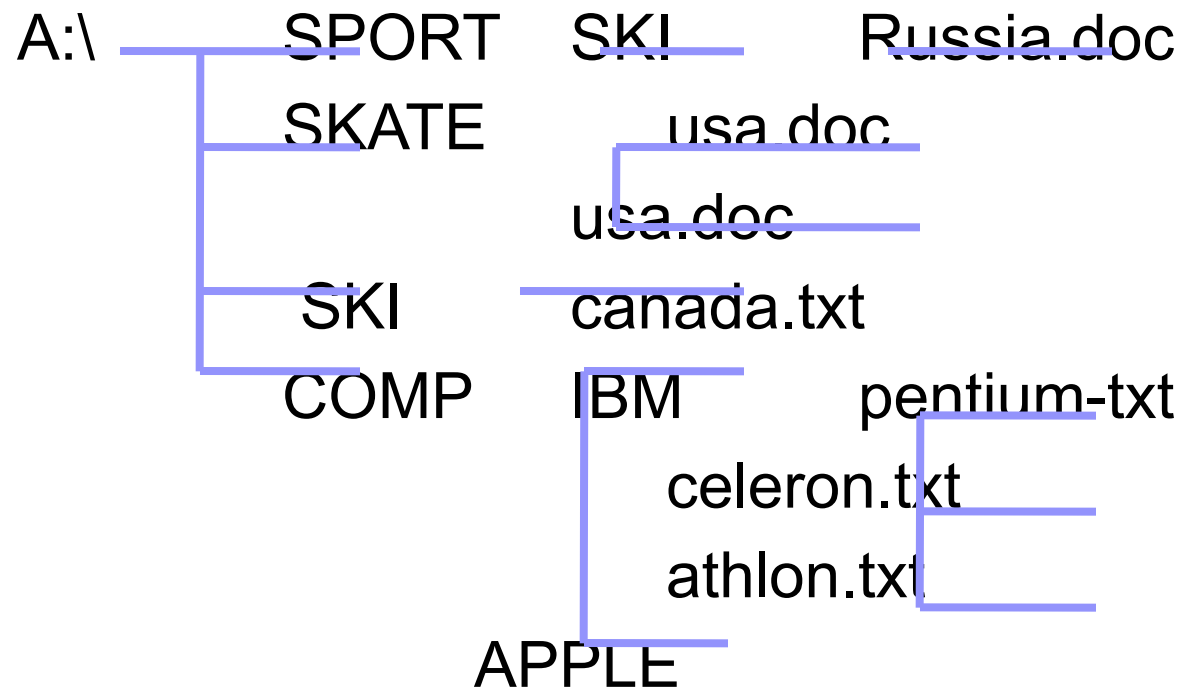 A:\ SPORT SKI Russia.doc
SKATE usa.doc
usa.doc
SKI canada.txt
COMP IBM pentium-txt
celeron.txt
athlon.txt
APPLE